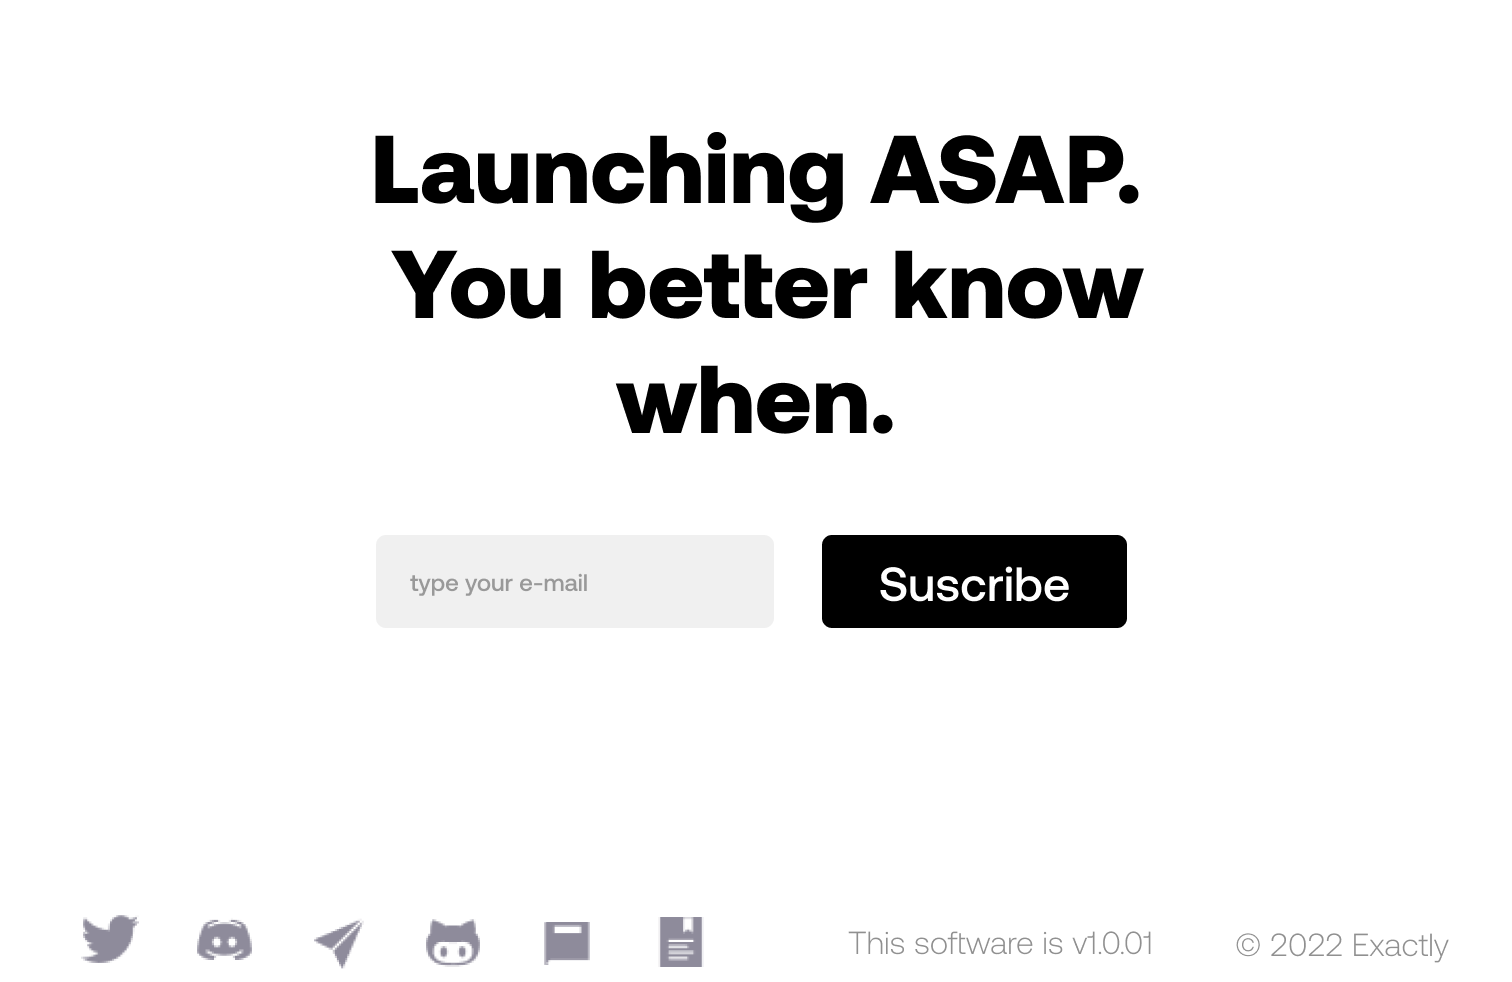 Launching ASAP.
You better know
when.
type your e-mail
Suscribe
This software is v1.0.01
© 2022 Exactly